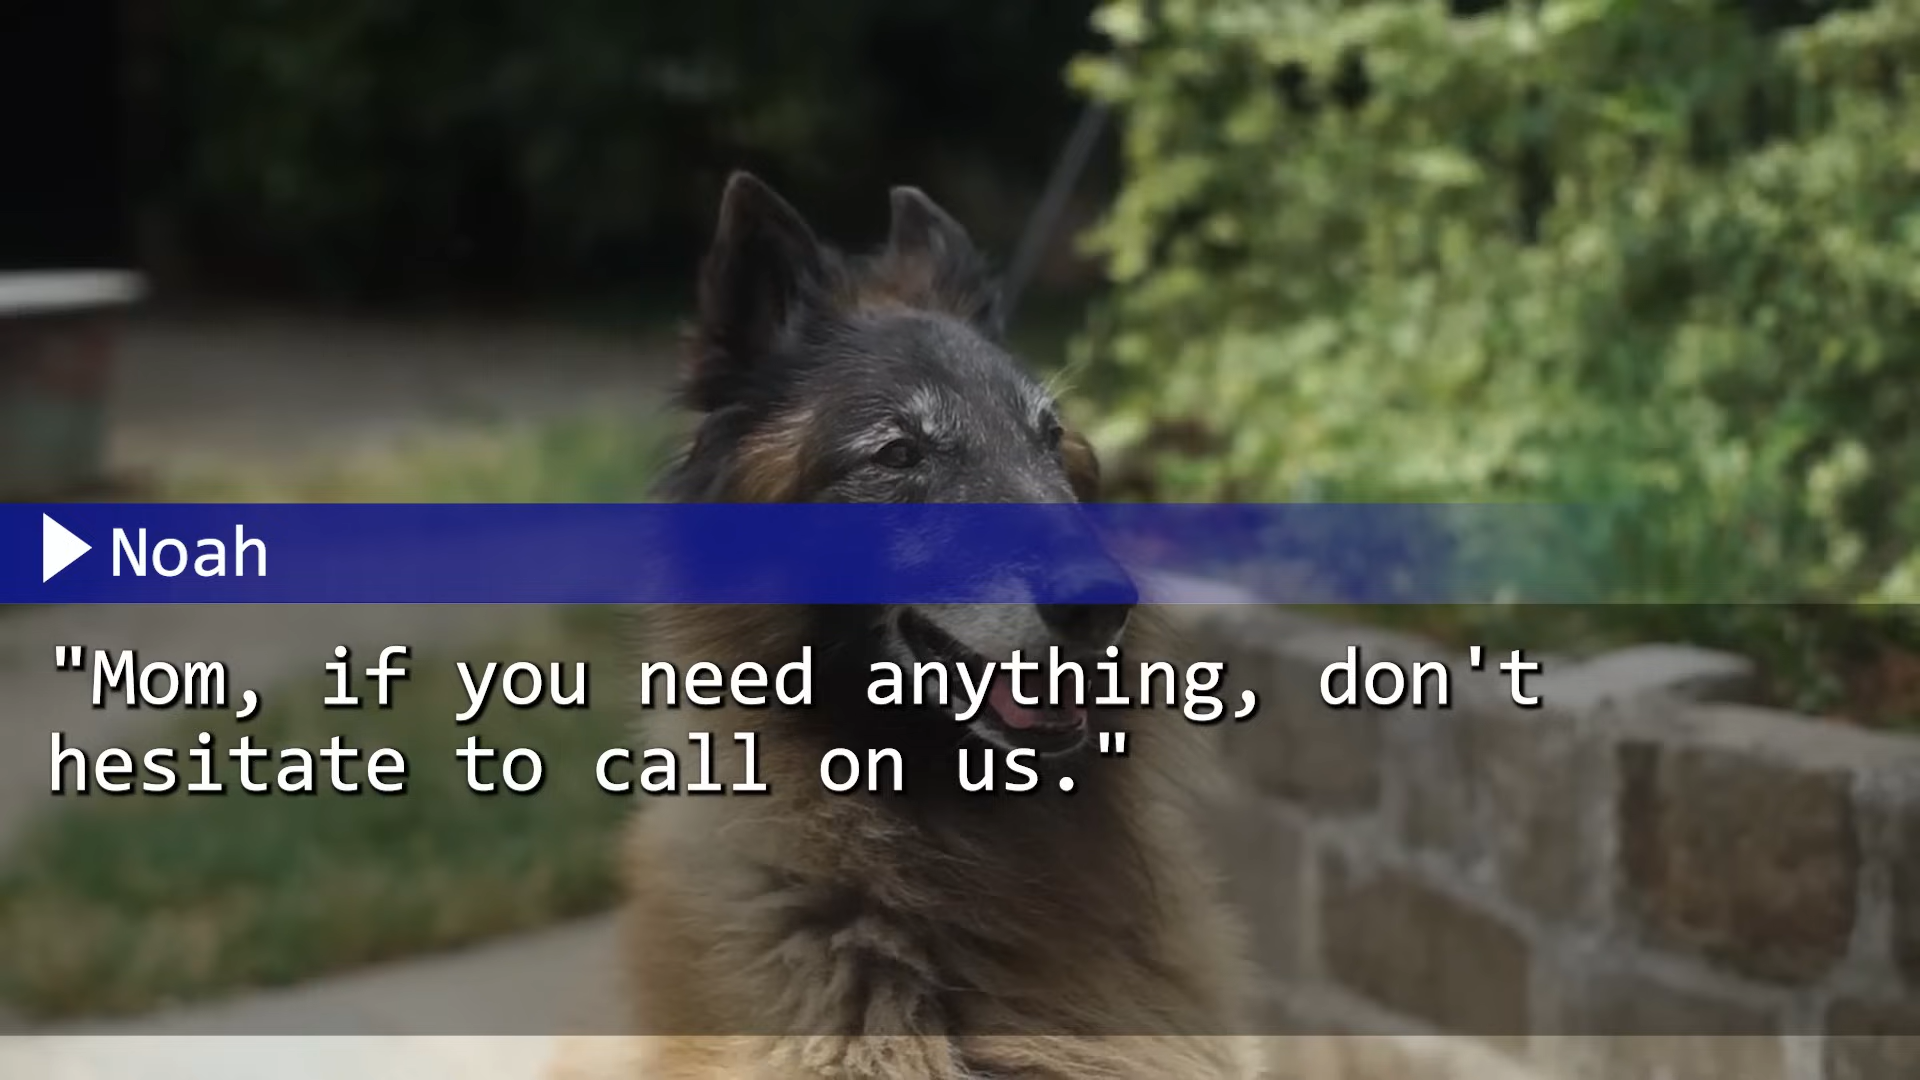 Noah
"Mom, if you need anything, don't
hesitate to call on us."